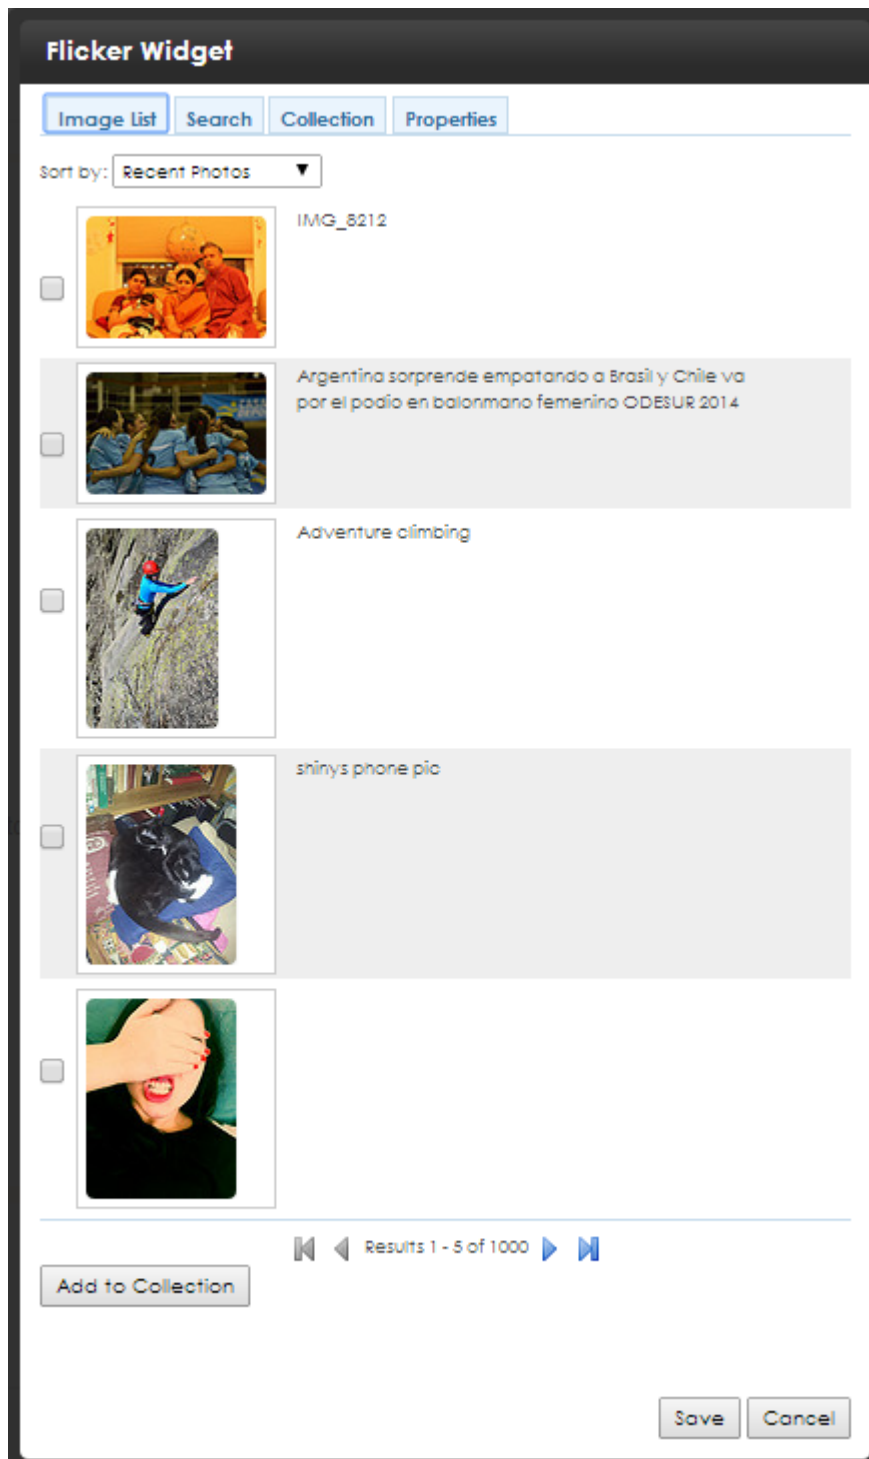 Flicker Widget
Image List
Search
Collection
Properties
Sort by: Recent Photos
IMG_8212
Argentina sorprende empatando a Brasil y Chile va
por el podio en balonmano femenino ODESUR 2014
Adventure climbing
shinys phone pic
Results 1 - 5 of 1000
Add to Collection
Save
Cancel